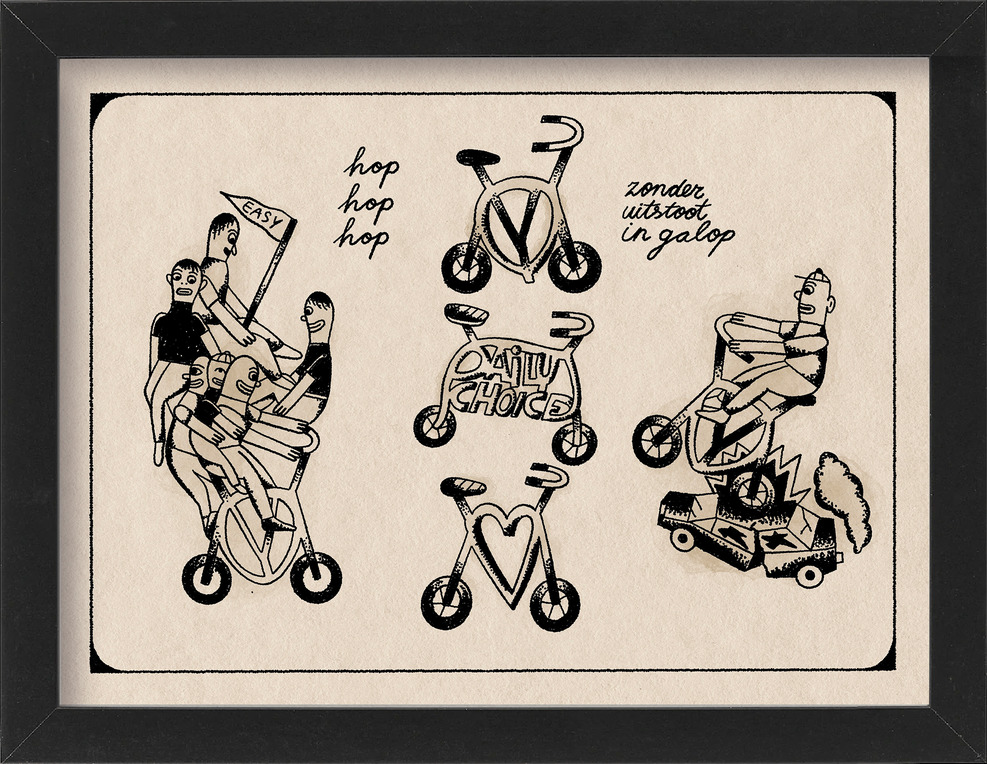 EASY
hop
hop
hop
V
DAILY
CHOICE
zonder
uitstoot
in galop